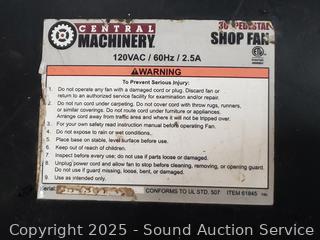 CENTRAL
MACHINERY®
30" PEDESTAL
SHOP FAN
120VAC / 60Hz / 2.5A
WARNING
To Prevent Serious Injury:
1. Do not operate any fan with a damaged cord or plug. Discard fan or
return to an authorized service facility for examination and/or repair.
2. Do not run cord under carpeting. Do not cover with throw rugs, runners,
or similar coverings. Do not route cord under furniture or appliances.
Arrange cord away from traffic area and where it will not be tripped over.
3. For your own safety read instruction manual before operating Fan.
4. Do not expose to rain or wet conditions.
5. Place base on stable, level surface before use.
6. Keep out of reach of children.
7. Inspect before every use; do not use if parts loose or damaged.
8. Unplug power cord and allow fan to stop before cleaning, removing, or opening guard.
Do not use if guard missing, loose, bent, or damaged.
9. Use as intended only.
Serial:
CONFORMS TO UL STD. 507
ITEM 61845
Copyright 2025 - Sound Auction Service